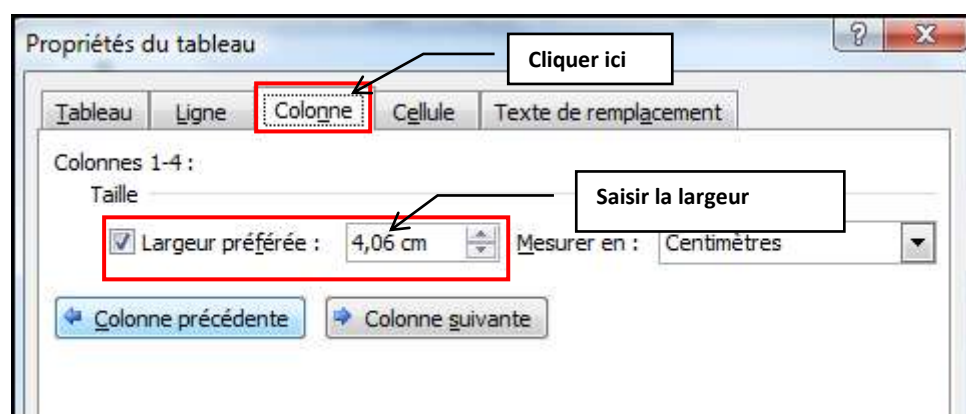 Propriétés du tableau
Cliquer ici
Tableau Ligne Colonne Cellule Texte de remplacement
Colonnes 1-4 :
Taille
Saisir la largeur
Largeur préférée : 4,06 cm Mesurer en : Centimètres
Colonne précédente Colonne suivante